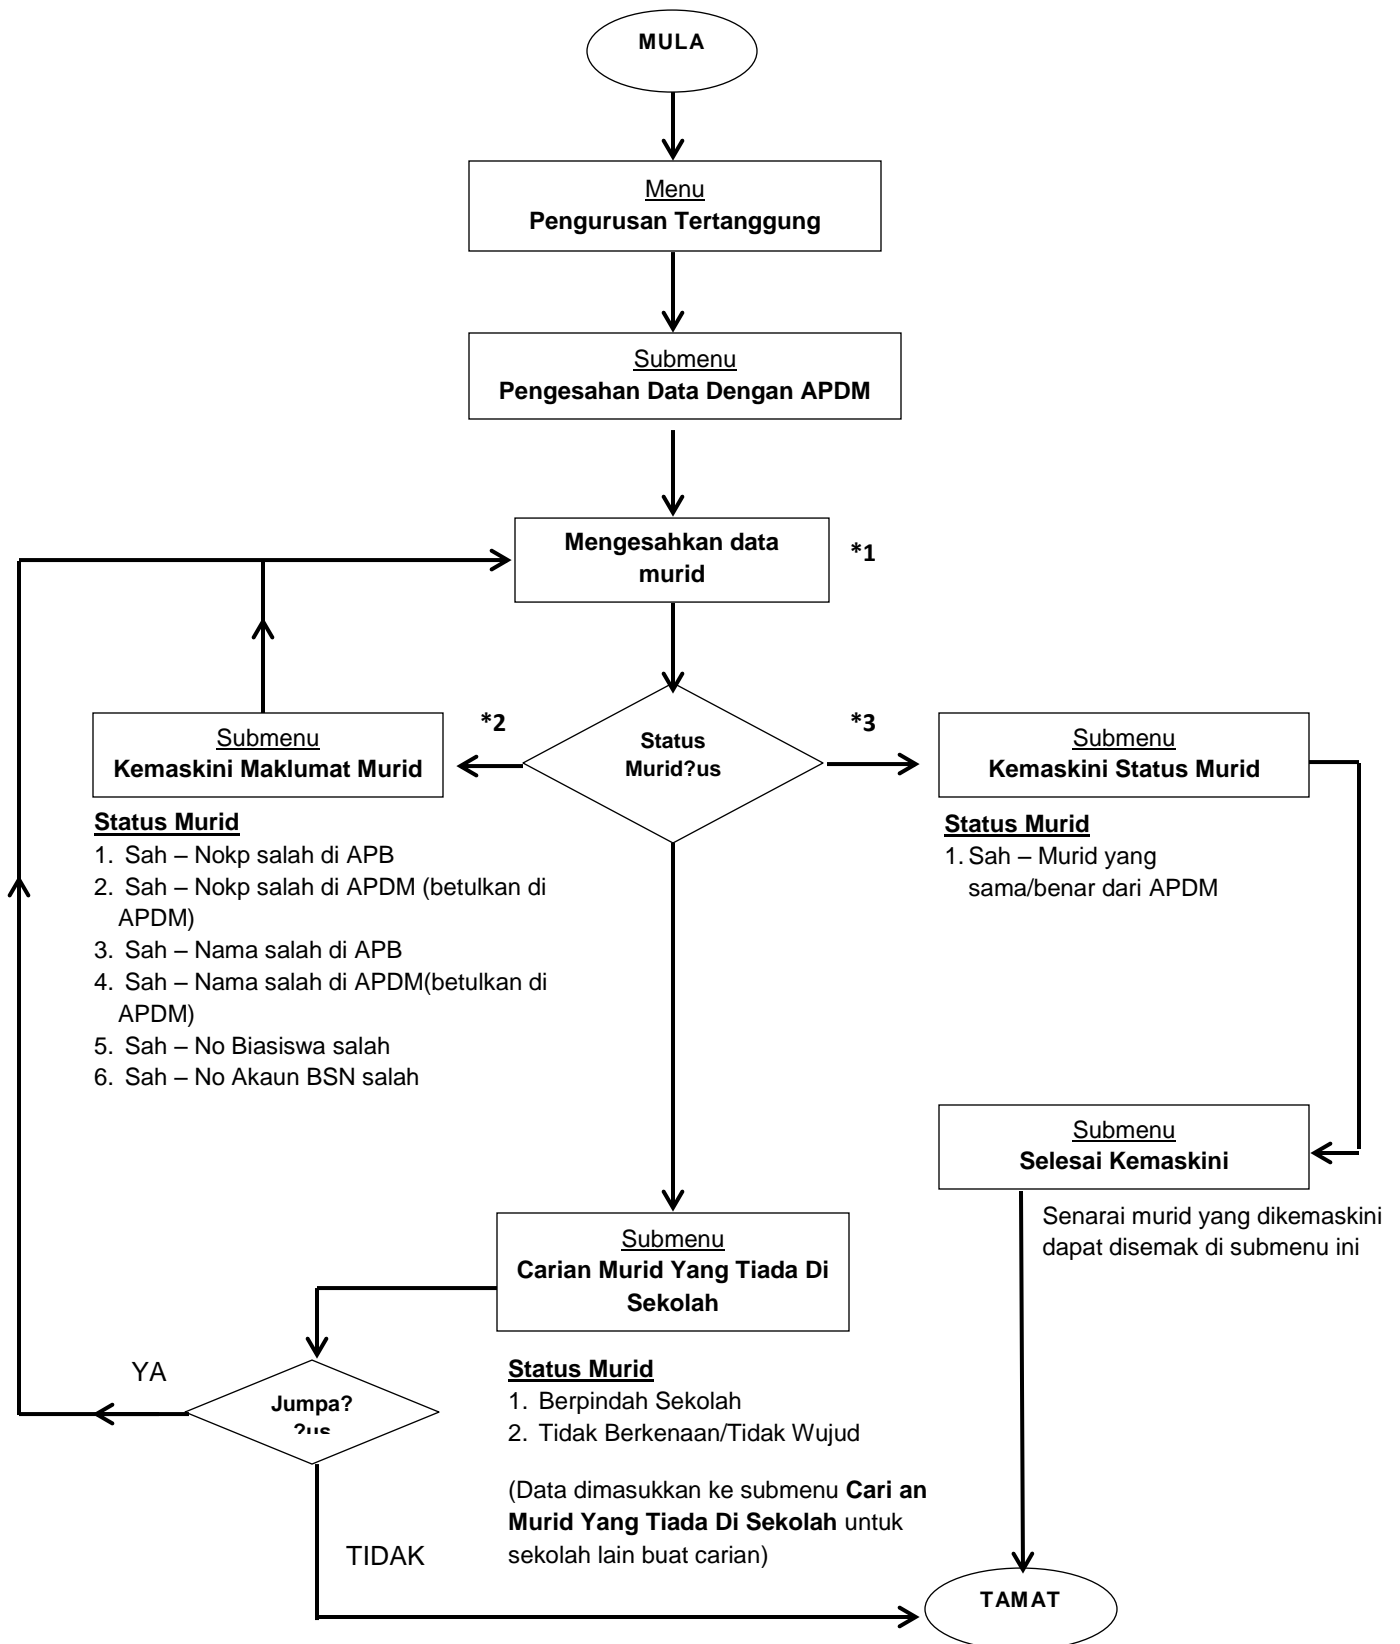 MULA
Menu
Pengurusan Tertanggung
Submenu
Pengesahan Data Dengan APDM
Mengesahkan data
murid
*1
*2
*3
Status
Murid?us
Submenu
Kemaskini Maklumat Murid
Status Murid
1. Sah – Nokp salah di APB
2. Sah – Nokp salah di APDM (betulkan di
APDM)
3. Sah – Nama salah di APB
4. Sah – Nama salah di APDM(betulkan di
APDM)
5. Sah – No Biasiswa salah
6. Sah – No Akaun BSN salah
Submenu
Kemaskini Status Murid
Status Murid
1. Sah – Murid yang
sama/benar dari APDM
Submenu
Selesai Kemaskini
Senarai murid yang dikemaskini
dapat disemak di submenu ini
Submenu
Carian Murid Yang Tiada Di
Sekolah
Status Murid
1. Berpindah Sekolah
2. Tidak Berkenaan/Tidak Wujud
(Data dimasukkan ke submenu Cari an
Murid Yang Tiada Di Sekolah untuk
sekolah lain buat carian)
YA
Jumpa?
?us
TIDAK
TAMAT